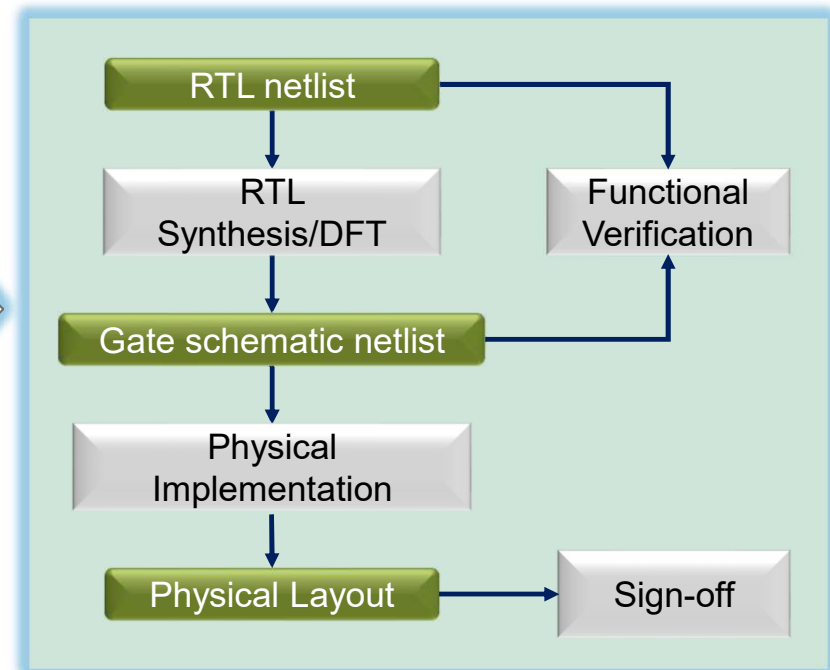 RTL netlist
RTL
Synthesis/DFT
Functional
Verification
Gate schematic netlist
Physical
Implementation
Physical Layout
Sign-off